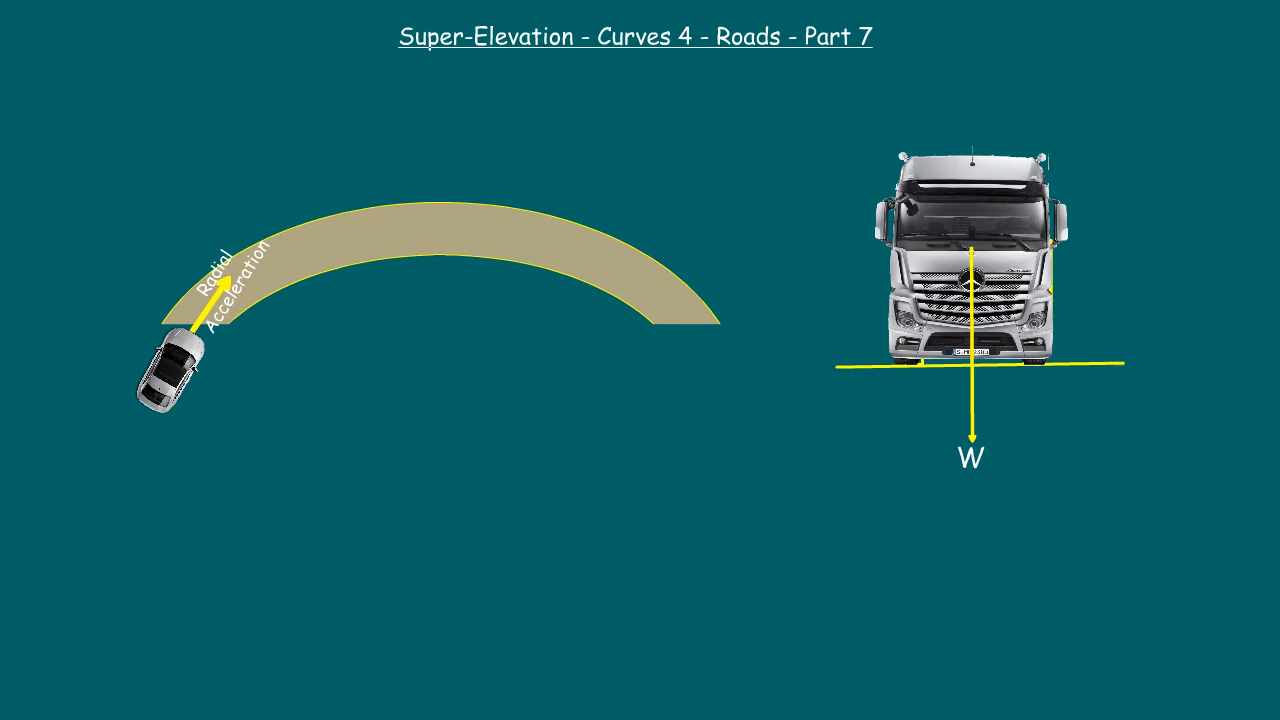 Super-Elevation - Curves 4 - Roads - Part 7
Radial
Acceleration
W